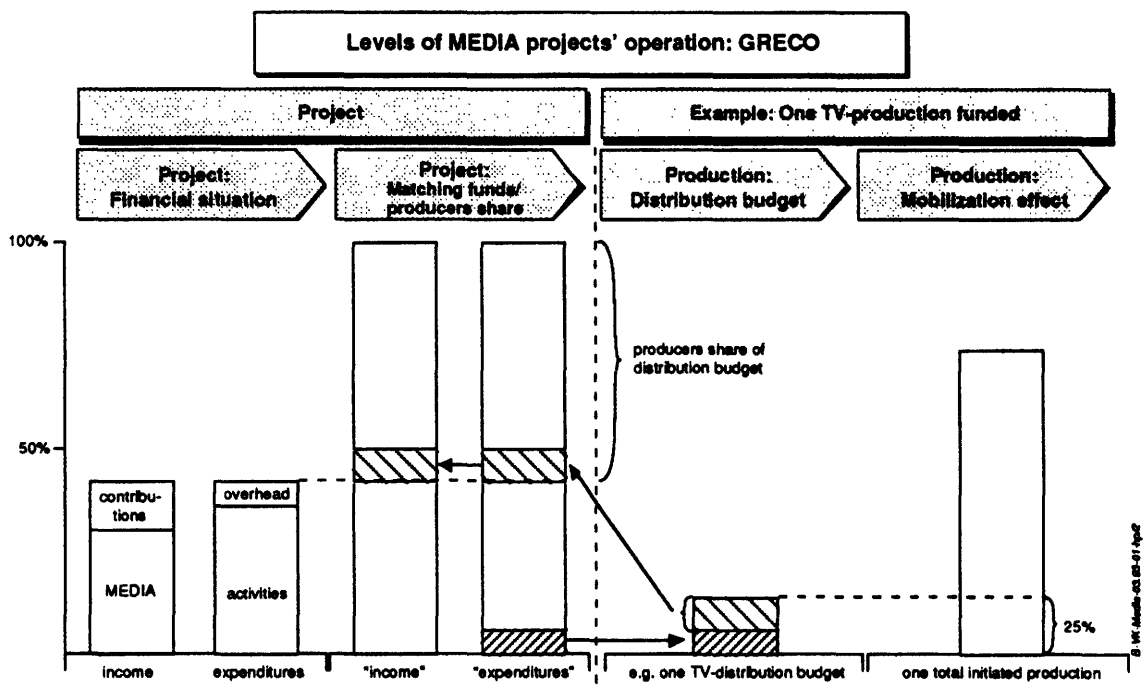 Levels of MEDIA projects' operation: GRECO
Project
Example: One TV-production funded
Project:
Financial situation
Project:
Matching funds/
producers share
Production:
Distribution budget
Production:
Mobilization effect
100%
50%
producers share of
distribution budget
contribu-
tions
MEDIA
overhead
activities
25%
income
expenditures
"income"
"expenditures"
e.g. one TV-distribution budget
one total initiated production